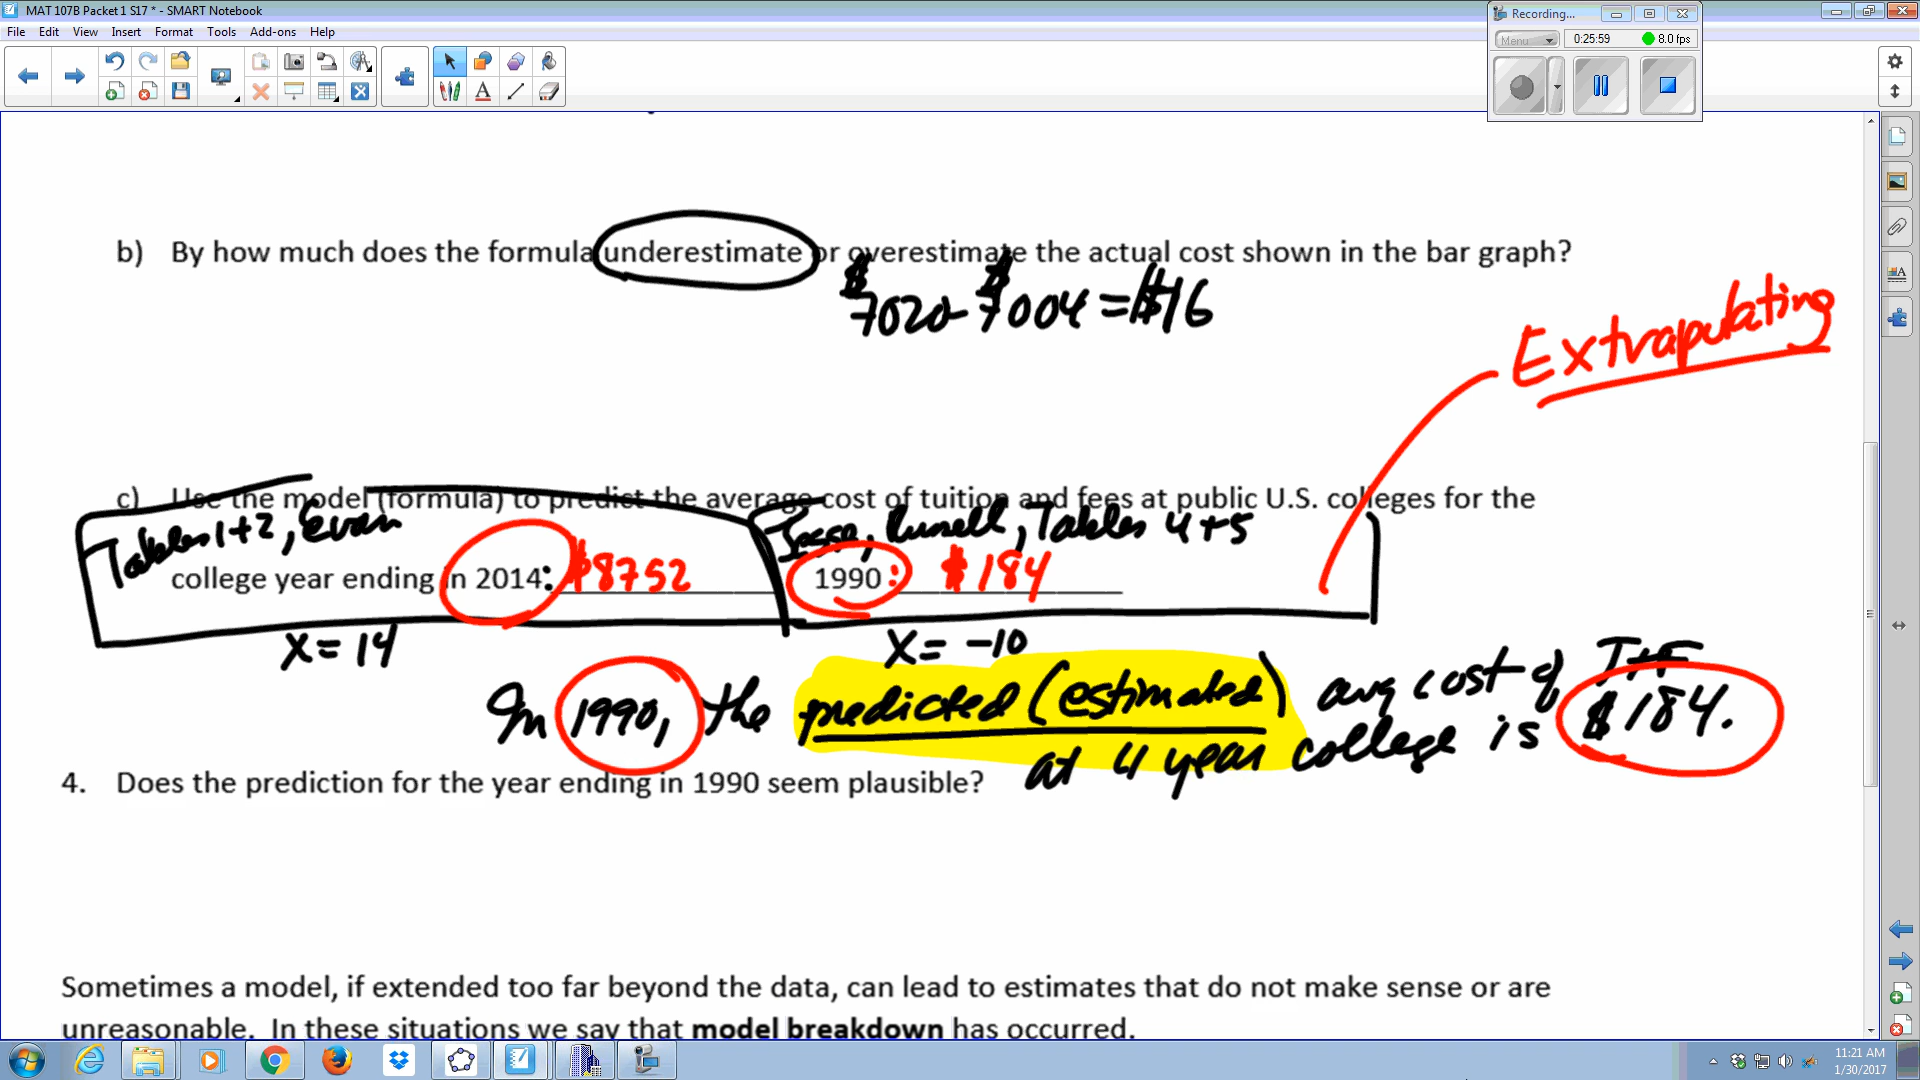 MAT 107B Packet 1 S17 * - SMART Notebook
File Edit View Insert Format Tools Add-ons Help
Recording...
Menu
0:25:59
8.0 fps
b) By how much does the formula underestimate or overestimate the actual cost shown in the bar graph?
$7020 - $7004 = $16
Extrapulating
c) Use the model (formula) to predict the average cost of tuition and fees at public U.S. colleges for the
Tables 1+2, Evan
Jesse, Russell, Tables 4+5
college year ending in 2014: $8752 1990: $184
X = 14
X = -10
In 1990, the predicted (estimated) avg cost of T+F
at 4 year college is $184.
4. Does the prediction for the year ending in 1990 seem plausible?
Sometimes a model, if extended too far beyond the data, can lead to estimates that do not make sense or are
unreasonable. In these situations we say that model breakdown has occurred.
11:21 AM
1/30/2017